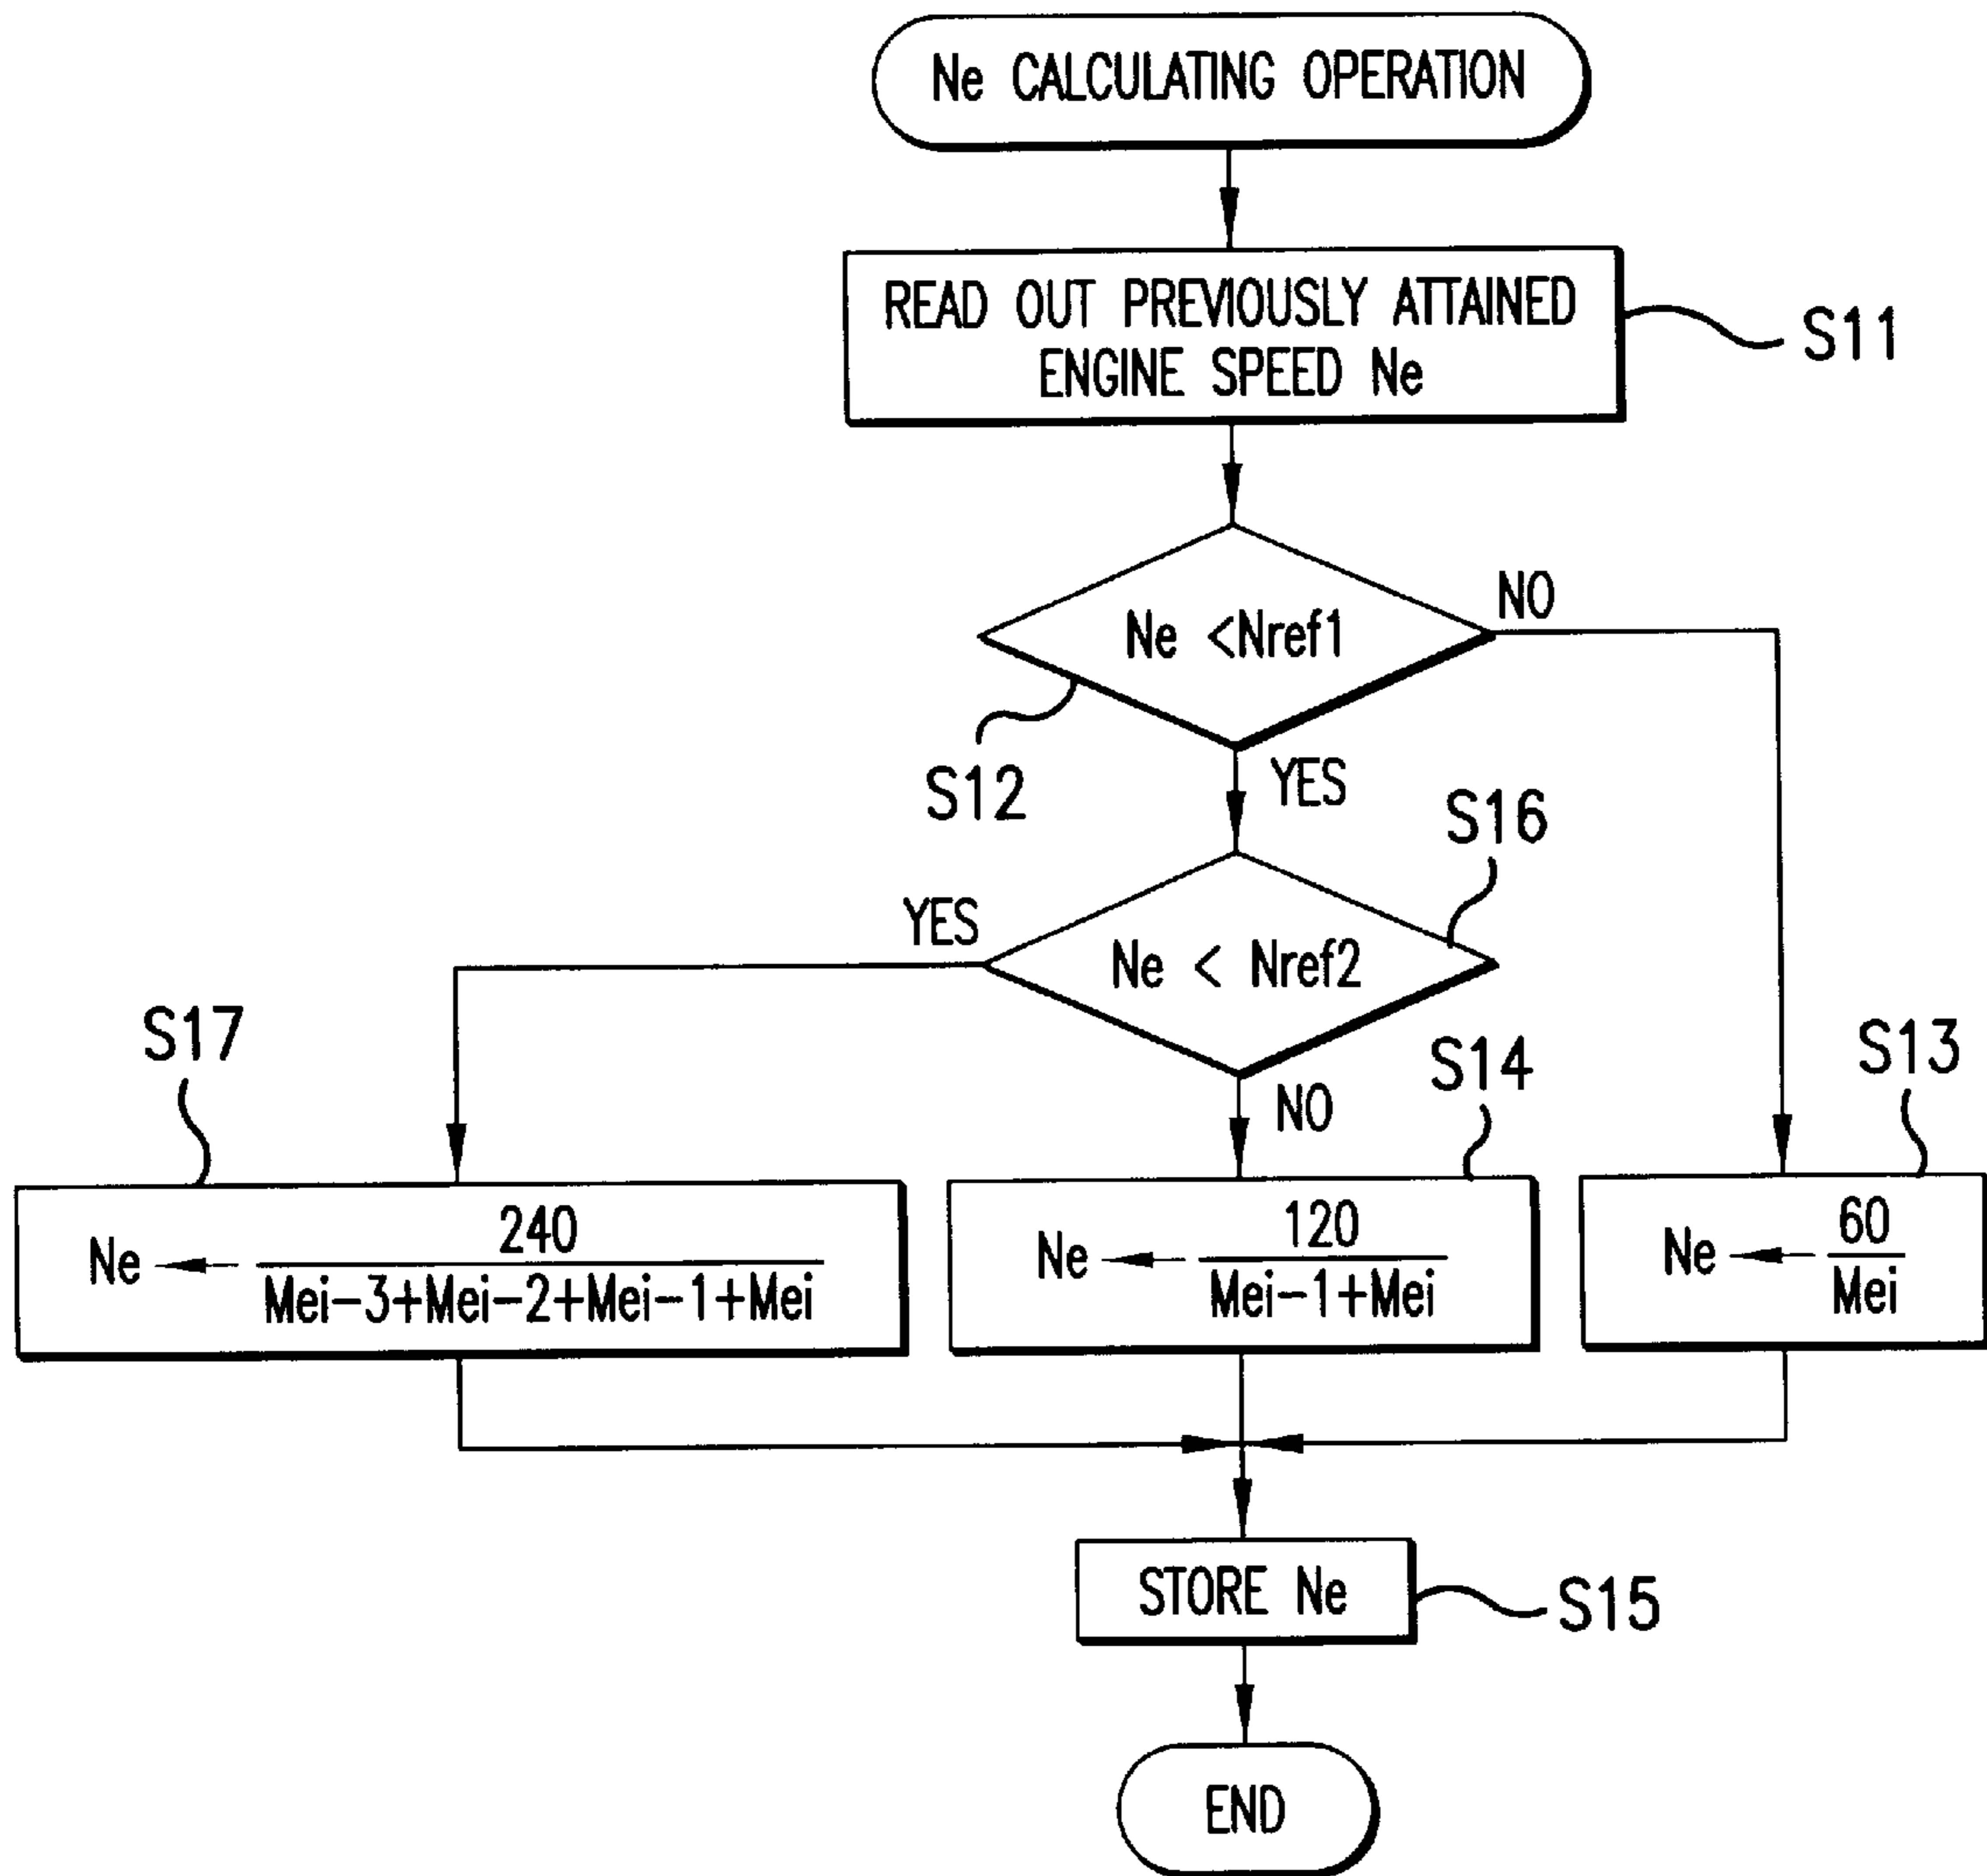 Ne CALCULATING OPERATION
READ OUT PREVIOUSLY ATTAINED
ENGINE SPEED Ne
S11
Ne <Nref1
NO
S12
YES
S16
Ne < Nref2
YES
NO
S17
Ne
240
Mei-3+Mei-2+Mei-1+Mei
S14
Ne
120
Mei-1+Mei
S13
Ne
60
Mei
STORE Ne
S15
END